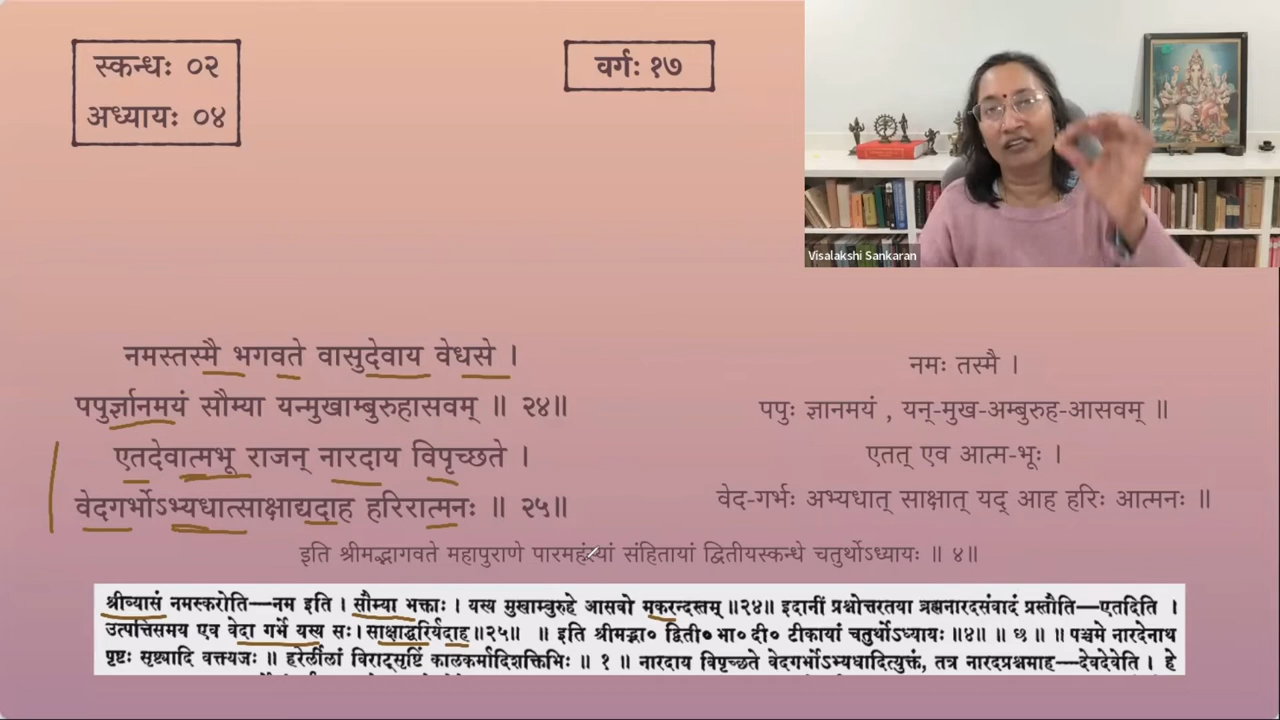 स्कन्धः ०२
अध्यायः ०४
वर्गः १७
Visalakshi Sankaran
नमस्तस्मै भगवते वासुदेवाय वेधसे ।
पपुर्ज्ञानमयं सौम्या यन्मुखाम्बुरुहासवम् ॥ २४॥
एतदेवात्मभू राजन् नारदाय विपृच्छते ।
वेदगर्भोऽभ्यधात्साक्षाद्यदाह हरिरात्मनः ॥ २५॥
नमः तस्मै ।
पपुः ज्ञानमयं , यन्-मुख-अम्बुरुह-आसवम् ॥
एतत् एव आत्म-भूः ।
वेद-गर्भः अभ्यधात् साक्षात् यद् आह हरिः आत्मनः ॥
इति श्रीमद्भागवते महापुराणे पारमहंस्यां संहितायां द्वितीयस्कन्धे चतुर्थोऽध्यायः ॥ ४॥
श्रीव्यासं नमस्करोति—नम इति । सौम्या भक्ताः । यस्य मुखाम्बुरुहे आसवो मकरन्दस्तम् ॥२४॥ इदानीं प्रश्नोत्तरतया ब्रह्मनारदसंवादं प्रस्तौति—एतदिति ।
उत्पत्तिसमय एव वेदा गर्भे यस्य सः। साक्षाद्धरिर्यदाह॥२५॥ ॥ इति श्रीमद्भा० द्विती० भा० दी० टीकायां चतुर्थोऽध्यायः ॥४॥ ॥ छ ॥ ॥ पञ्चमे नारदेनाथ
पृष्टः सृष्ट्यादि वक्त्यजः ॥ हरेर्लीलां विराट्सृष्टिं कालकर्मादिशक्तिभिः ॥ १ ॥ नारदाय विपृच्छते वेदगर्भोऽभ्यधादित्युक्तं, तत्र नारदप्रश्नमाह—देवदेवेति । हे